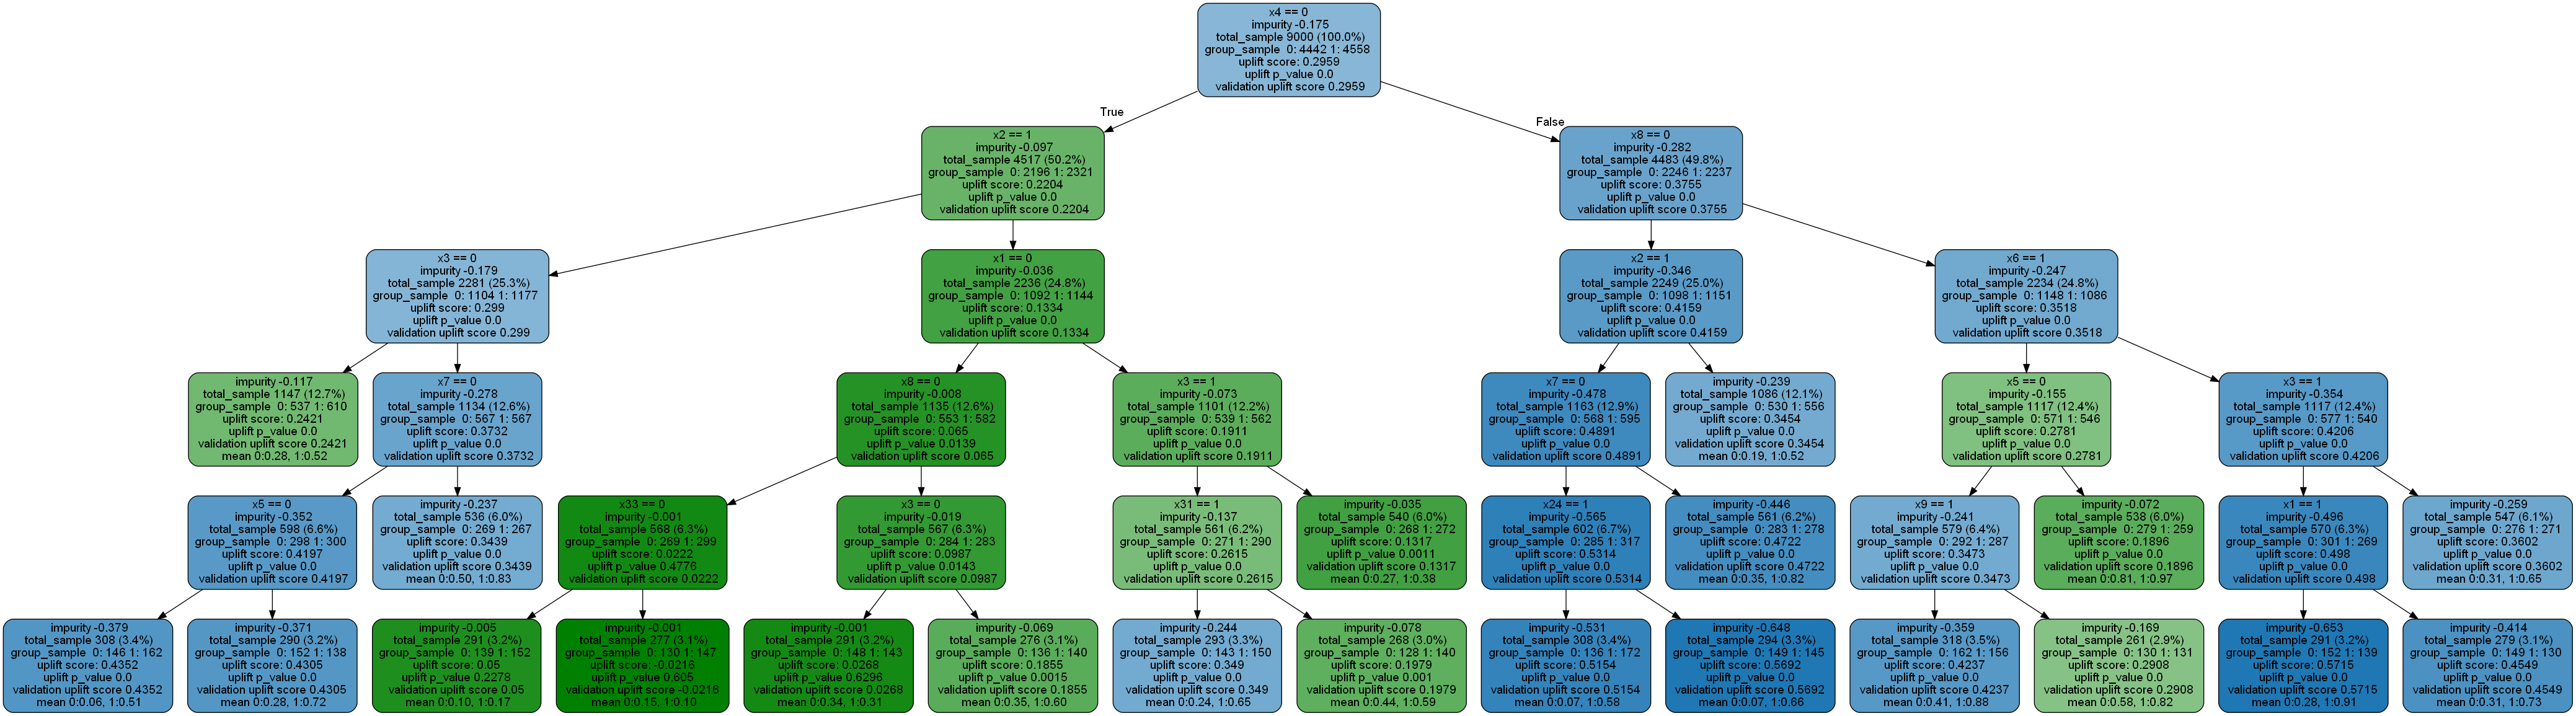 x4 == 0
impurity -0.175
total_sample 9000 (100.0%)
group_sample 0: 4442 1: 4558
uplift score: 0.2959
uplift p_value 0.0
validation uplift score 0.2959
True
False
x2 == 1
impurity -0.097
total_sample 4517 (50.2%)
group_sample 0: 2196 1: 2321
uplift score: 0.2204
uplift p_value 0.0
validation uplift score 0.2204
x8 == 0
impurity -0.282
total_sample 4483 (49.8%)
group_sample 0: 2246 1: 2237
uplift score: 0.3755
uplift p_value 0.0
validation uplift score 0.3755
x3 == 0
impurity -0.179
total_sample 2281 (25.3%)
group_sample 0: 1104 1: 1177
uplift score: 0.299
uplift p_value 0.0
validation uplift score 0.299
x1 == 0
impurity -0.036
total_sample 2236 (24.8%)
group_sample 0: 1092 1: 1144
uplift score: 0.1334
uplift p_value 0.0
validation uplift score 0.1334
x2 == 1
impurity -0.346
total_sample 2249 (25.0%)
group_sample 0: 1098 1: 1151
uplift score: 0.4159
uplift p_value 0.0
validation uplift score 0.4159
x6 == 1
impurity -0.247
total_sample 2234 (24.8%)
group_sample 0: 1148 1: 1086
uplift score: 0.3518
uplift p_value 0.0
validation uplift score 0.3518
impurity -0.117
total_sample 1147 (12.7%)
group_sample 0: 537 1: 610
uplift score: 0.2421
uplift p_value 0.0
validation uplift score 0.2421
mean 0:0.28, 1:0.52
x7 == 0
impurity -0.278
total_sample 1134 (12.6%)
group_sample 0: 567 1: 567
uplift score: 0.3732
uplift p_value 0.0
validation uplift score 0.3732
x8 == 0
impurity -0.008
total_sample 1135 (12.6%)
group_sample 0: 553 1: 582
uplift score: 0.065
uplift p_value 0.0139
validation uplift score 0.065
x3 == 1
impurity -0.073
total_sample 1101 (12.2%)
group_sample 0: 539 1: 562
uplift score: 0.1911
uplift p_value 0.0
validation uplift score 0.1911
x7 == 0
impurity -0.478
total_sample 1163 (12.9%)
group_sample 0: 568 1: 595
uplift score: 0.4891
uplift p_value 0.0
validation uplift score 0.4891
impurity -0.239
total_sample 1086 (12.1%)
group_sample 0: 530 1: 556
uplift score: 0.3454
uplift p_value 0.0
validation uplift score 0.3454
mean 0:0.19, 1:0.52
x5 == 0
impurity -0.155
total_sample 1117 (12.4%)
group_sample 0: 571 1: 546
uplift score: 0.2781
uplift p_value 0.0
validation uplift score 0.2781
x3 == 1
impurity -0.354
total_sample 1117 (12.4%)
group_sample 0: 577 1: 540
uplift score: 0.4206
uplift p_value 0.0
validation uplift score 0.4206
x5 == 0
impurity -0.352
total_sample 598 (6.6%)
group_sample 0: 298 1: 300
uplift score: 0.4197
uplift p_value 0.0
validation uplift score 0.4197
impurity -0.237
total_sample 536 (6.0%)
group_sample 0: 269 1: 267
uplift score: 0.3439
uplift p_value 0.0
validation uplift score 0.3439
mean 0:0.50, 1:0.83
x33 == 0
impurity -0.001
total_sample 568 (6.3%)
group_sample 0: 269 1: 299
uplift score: 0.0222
uplift p_value 0.4776
validation uplift score 0.0222
x3 == 0
impurity -0.019
total_sample 567 (6.3%)
group_sample 0: 284 1: 283
uplift score: 0.0987
uplift p_value 0.0143
validation uplift score 0.0987
x31 == 1
impurity -0.137
total_sample 561 (6.2%)
group_sample 0: 271 1: 290
uplift score: 0.2615
uplift p_value 0.0
validation uplift score 0.2615
impurity -0.035
total_sample 540 (6.0%)
group_sample 0: 268 1: 272
uplift score: 0.1317
uplift p_value 0.0011
validation uplift score 0.1317
mean 0:0.27, 1:0.38
x24 == 1
impurity -0.565
total_sample 602 (6.7%)
group_sample 0: 285 1: 317
uplift score: 0.5314
uplift p_value 0.0
validation uplift score 0.5314
impurity -0.446
total_sample 561 (6.2%)
group_sample 0: 283 1: 278
uplift score: 0.4722
uplift p_value 0.0
validation uplift score 0.4722
mean 0:0.35, 1:0.82
x9 == 1
impurity -0.241
total_sample 579 (6.4%)
group_sample 0: 292 1: 287
uplift score: 0.3473
uplift p_value 0.0
validation uplift score 0.3473
impurity -0.072
total_sample 538 (6.0%)
group_sample 0: 279 1: 259
uplift score: 0.1896
uplift p_value 0.0
validation uplift score 0.1896
mean 0:0.81, 1:0.97
x1 == 0
impurity -0.496
total_sample 570 (6.3%)
group_sample 0: 301 1: 269
uplift score: 0.498
uplift p_value 0.0
validation uplift score 0.498
impurity -0.259
total_sample 547 (6.1%)
group_sample 0: 276 1: 271
uplift score: 0.3602
uplift p_value 0.0
validation uplift score 0.3602
mean 0:0.31, 1:0.65
impurity -0.379
total_sample 308 (3.4%)
group_sample 0: 146 1: 162
uplift score: 0.4352
uplift p_value 0.0
validation uplift score 0.4352
mean 0:0.06, 1:0.51
impurity -0.371
total_sample 290 (3.2%)
group_sample 0: 152 1: 138
uplift score: 0.4305
uplift p_value 0.0
validation uplift score 0.4305
mean 0:0.28, 1:0.72
impurity -0.005
total_sample 291 (3.2%)
group_sample 0: 139 1: 152
uplift score: 0.05
uplift p_value 0.2278
validation uplift score 0.05
mean 0:0.10, 1:0.17
impurity -0.001
total_sample 277 (3.1%)
group_sample 0: 130 1: 147
uplift score: -0.0216
uplift p_value 0.605
validation uplift score -0.0216
mean 0:0.15, 1:0.10
impurity -0.001
total_sample 291 (3.2%)
group_sample 0: 148 1: 143
uplift score: 0.0268
uplift p_value 0.6296
validation uplift score 0.0268
mean 0:0.34, 1:0.31
impurity -0.069
total_sample 276 (3.1%)
group_sample 0: 136 1: 140
uplift score: 0.1855
uplift p_value 0.0015
validation uplift score 0.1855
mean 0:0.35, 1:0.60
impurity -0.244
total_sample 293 (3.3%)
group_sample 0: 143 1: 150
uplift score: 0.349
uplift p_value 0.0
validation uplift score 0.349
mean 0:0.24, 1:0.65
impurity -0.078
total_sample 268 (3.0%)
group_sample 0: 128 1: 140
uplift score: 0.1979
uplift p_value 0.001
validation uplift score 0.1979
mean 0:0.44, 1:0.59
impurity -0.531
total_sample 308 (3.4%)
group_sample 0: 136 1: 172
uplift score: 0.5154
uplift p_value 0.0
validation uplift score 0.5154
mean 0:0.07, 1:0.58
impurity -0.648
total_sample 294 (3.3%)
group_sample 0: 149 1: 145
uplift score: 0.5692
uplift p_value 0.0
validation uplift score 0.5692
mean 0:0.07, 1:0.66
impurity -0.359
total_sample 318 (3.5%)
group_sample 0: 162 1: 156
uplift score: 0.4237
uplift p_value 0.0
validation uplift score 0.4237
mean 0:0.41, 1:0.88
impurity -0.169
total_sample 261 (2.9%)
group_sample 0: 130 1: 131
uplift score: 0.2908
uplift p_value 0.0
validation uplift score 0.2908
mean 0:0.58, 1:0.82
impurity -0.653
total_sample 291 (3.2%)
group_sample 0: 152 1: 139
uplift score: 0.5715
uplift p_value 0.0
validation uplift score 0.5715
mean 0:0.28, 1:0.91
impurity -0.414
total_sample 279 (3.1%)
group_sample 0: 149 1: 130
uplift score: 0.4549
uplift p_value 0.0
validation uplift score 0.4549
mean 0:0.31, 1:0.73